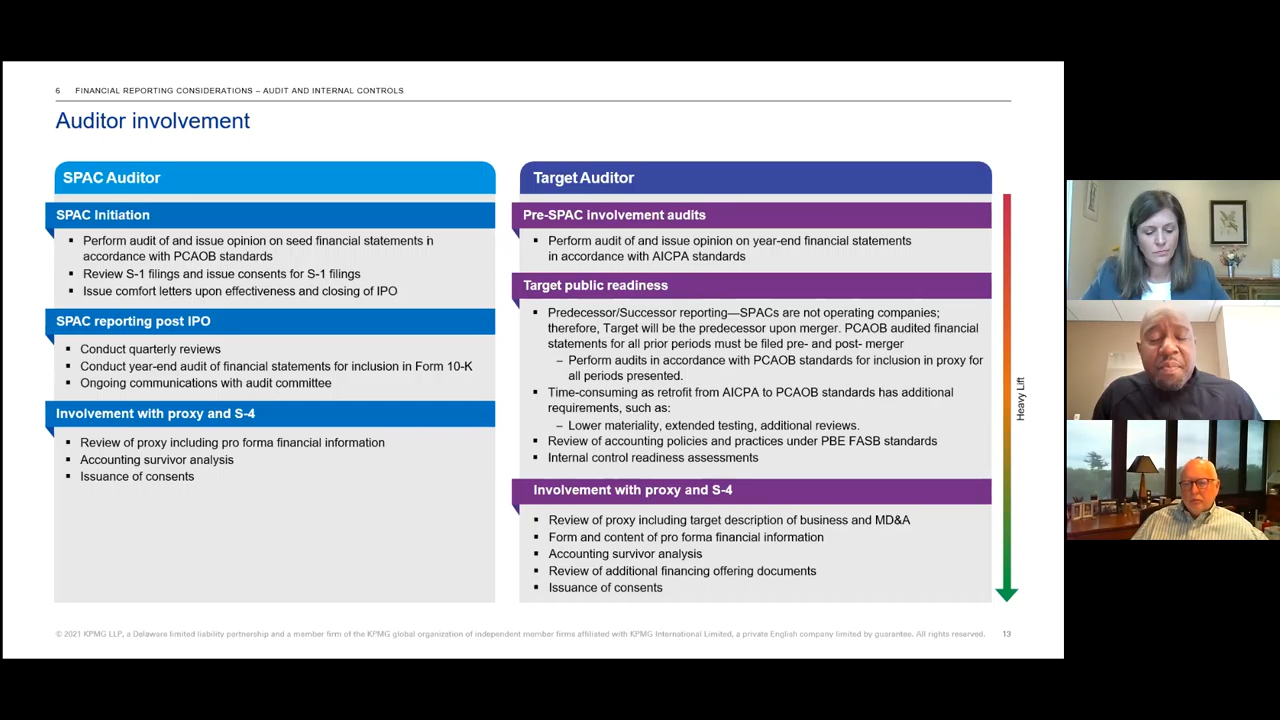 6 FINANCIAL REPORTING CONSIDERATIONS – AUDIT AND INTERNAL CONTROLS
Auditor involvement
SPAC Auditor
SPAC Initiation
▪ Perform audit of and issue opinion on seed financial statements in
accordance with PCAOB standards
▪ Review S-1 filings and issue consents for S-1 filings
▪ Issue comfort letters upon effectiveness and closing of IPO
SPAC reporting post IPO
▪ Conduct quarterly reviews
▪ Conduct year-end audit of financial statements for inclusion in Form 10-K
▪ Ongoing communications with audit committee
Involvement with proxy and S-4
▪ Review of proxy including pro forma financial information
▪ Accounting survivor analysis
▪ Issuance of consents
Target Auditor
Pre-SPAC involvement audits
▪ Perform audit of and issue opinion on year-end financial statements
in accordance with AICPA standards
Target public readiness
▪ Predecessor/Successor reporting—SPACs are not operating companies;
therefore, Target will be the predecessor upon merger. PCAOB audited financial
statements for all prior periods must be filed pre- and post- merger
– Perform audits in accordance with PCAOB standards for inclusion in proxy for
all periods presented.
▪ Time-consuming as retrofit from AICPA to PCAOB standards has additional
requirements, such as:
– Lower materiality, extended testing, additional reviews.
▪ Review of accounting policies and practices under PBE FASB standards
▪ Internal control readiness assessments
Involvement with proxy and S-4
▪ Review of proxy including target description of business and MD&A
▪ Form and content of pro forma financial information
▪ Accounting survivor analysis
▪ Review of additional financing offering documents
▪ Issuance of consents
Heavy Lift
© 2021 KPMG LLP, a Delaware limited liability partnership and a member firm of the KPMG global organization of independent member firms affiliated with KPMG International Limited, a private English company limited by guarantee. All rights reserved. 13